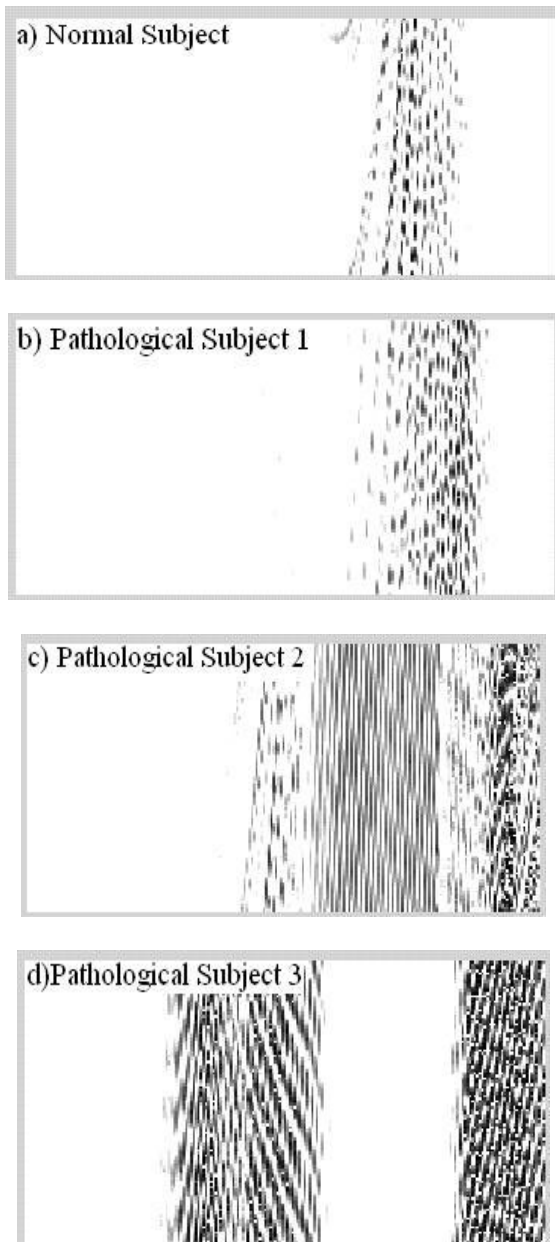 a) Normal Subject
b) Pathological Subject 1
c) Pathological Subject 2
d)Pathological Subject 3